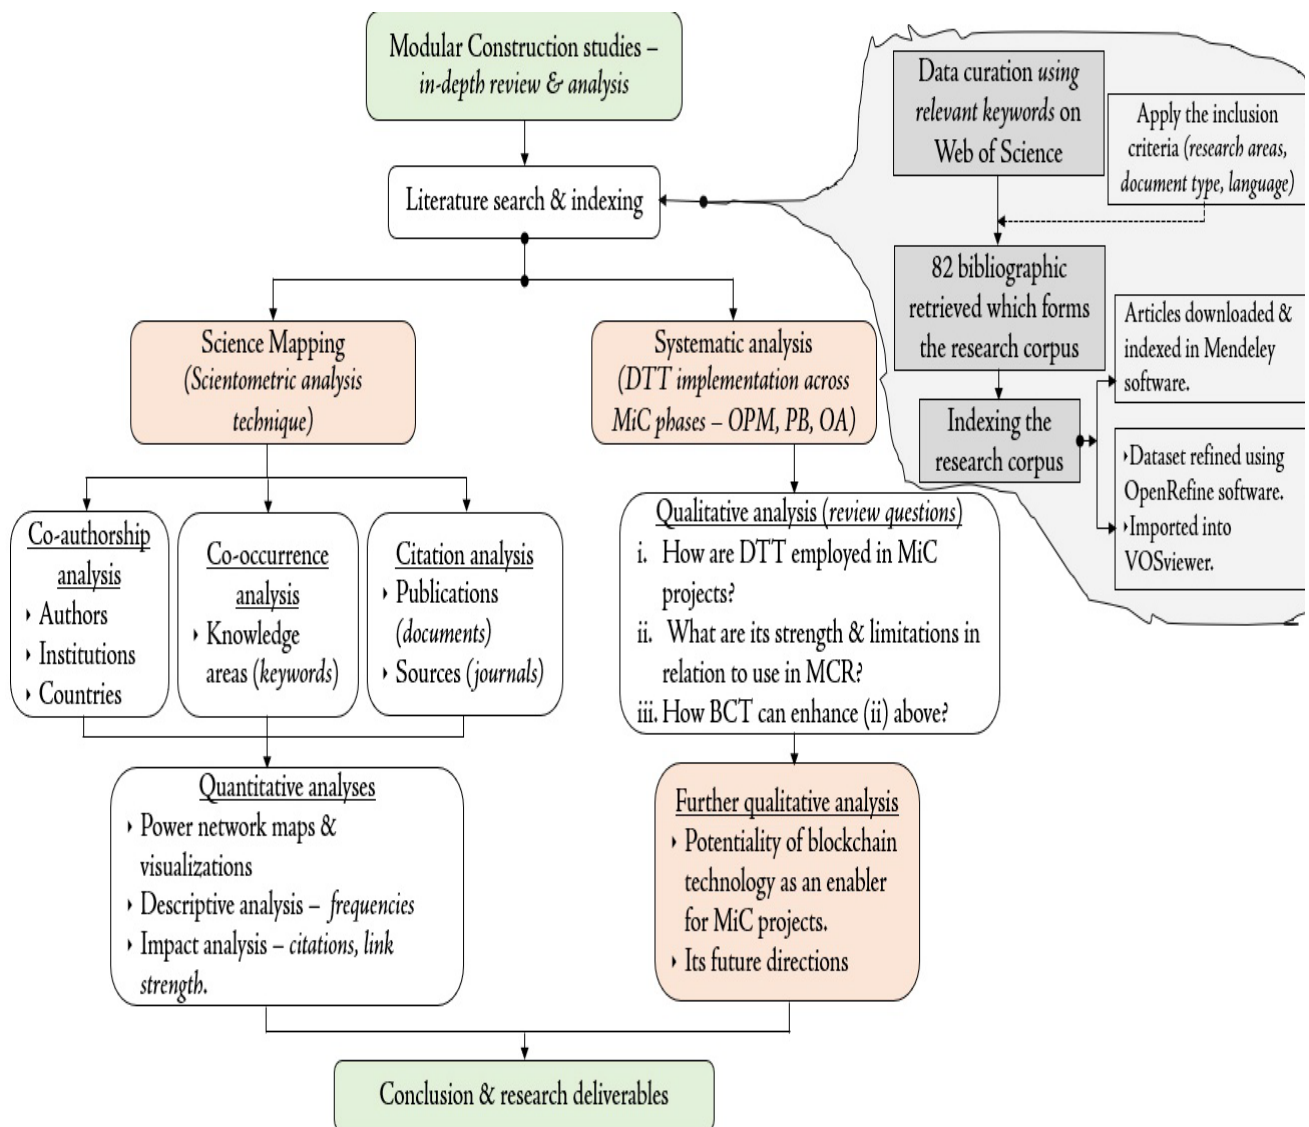 Modular Construction studies –
in-depth review & analysis
Literature search & indexing
Data curation using
relevant keywords on
Web of Science
Apply the inclusion
criteria (research areas,
document type, language)
82 bibliographic
retrieved which forms
the research corpus
Indexing the
research corpus
Articles downloaded &
indexed in Mendeley
software.
‣Dataset refined using
OpenRefine software.
‣Imported into
VOSviewer.
Science Mapping
(Scientometric analysis
technique)
Systematic analysis
(DTT implementation across
MiC phases – OPM, PB, OA)
Co-authorship
analysis
‣ Authors
‣ Institutions
‣ Countries
Co-occurrence
analysis
‣ Knowledge
areas (keywords)
Citation analysis
‣ Publications
(documents)
‣ Sources (journals)
Qualitative analysis (review questions)
i. How are DTT employed in MiC
projects?
ii. What are its strength & limitations in
relation to use in MCR?
iii. How BCT can enhance (ii) above?
Quantitative analyses
‣ Power network maps &
visualizations
‣ Descriptive analysis – frequencies
‣ Impact analysis – citations, link
strength.
Further qualitative analysis
‣ Potentiality of blockchain
technology as an enabler
for MiC projects.
‣ Its future directions
Conclusion & research deliverables